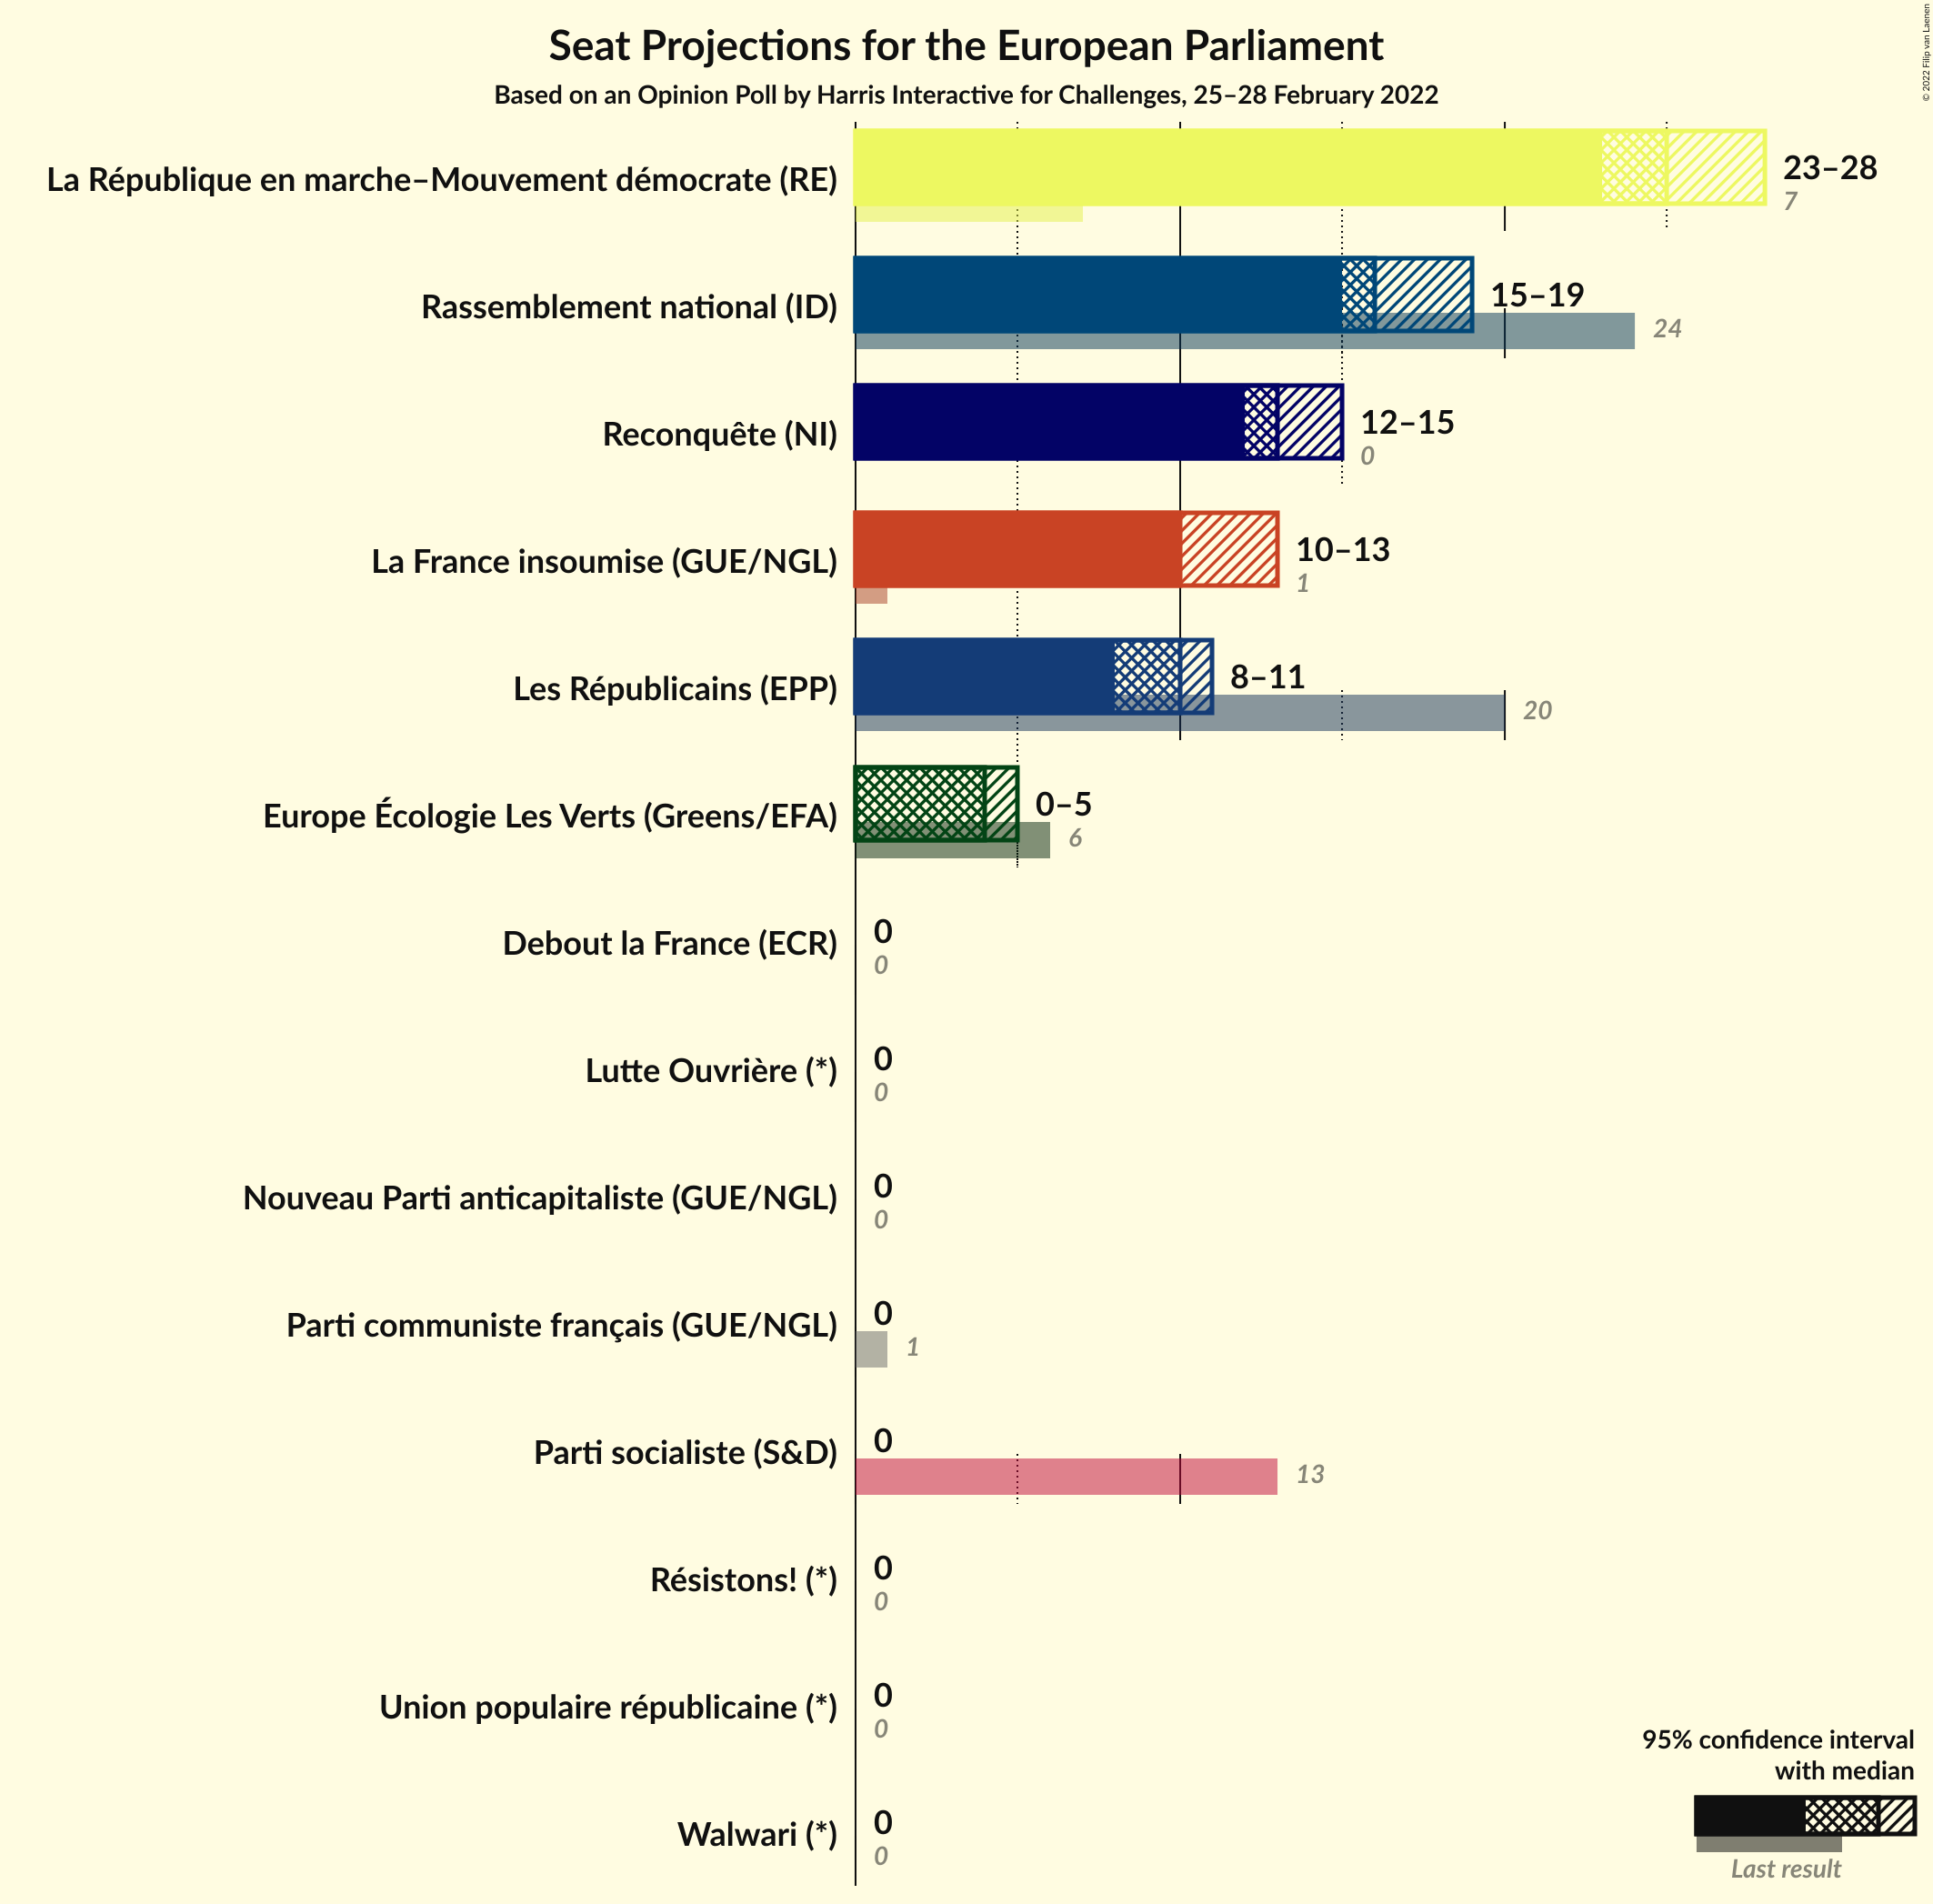 Seat Projections for the European Parliament
Based on an Opinion Poll by Harris Interactive for Challenges, 25–28 February 2022
© 2022 Filip van Laenen
La République en marche–Mouvement démocrate (RE)
23–28
7
Rassemblement national (ID)
15–19
24
Reconquête (NI)
12–15
0
La France insoumise (GUE/NGL)
10–13
1
Les Républicains (EPP)
8–11
20
Europe Écologie Les Verts (Greens/EFA)
0–5
6
Debout la France (ECR)
0
0
Lutte Ouvrière (*)
0
0
Nouveau Parti anticapitaliste (GUE/NGL)
0
0
Parti communiste français (GUE/NGL)
0
1
Parti socialiste (S&D)
0
13
Résistons! (*)
0
0
Union populaire républicaine (*)
0
0
Walwari (*)
0
0
95% confidence interval
with median
Last result